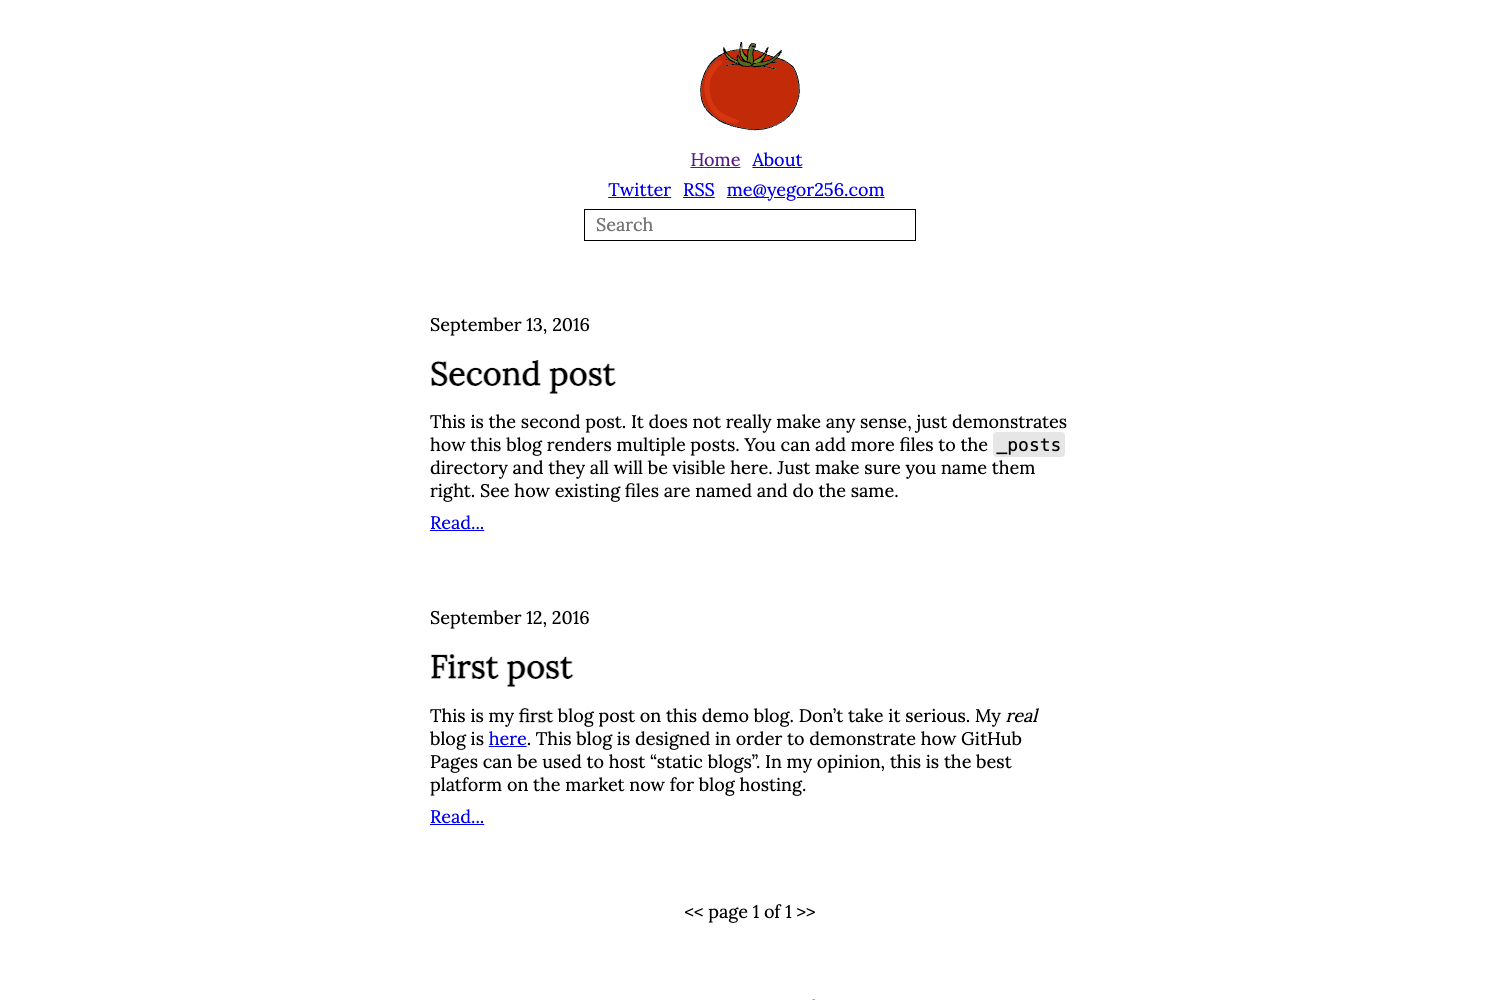 Home About
Twitter RSS me@yegor256.com
Search
September 13, 2016
Second post
This is the second post. It does not really make any sense, just demonstrates
how this blog renders multiple posts. You can add more files to the _posts
directory and they all will be visible here. Just make sure you name them
right. See how existing files are named and do the same.
Read...
September 12, 2016
First post
This is my first blog post on this demo blog. Don’t take it serious. My real
blog is here. This blog is designed in order to demonstrate how GitHub
Pages can be used to host “static blogs”. In my opinion, this is the best
platform on the market now for blog hosting.
Read...
<< page 1 of 1 >>